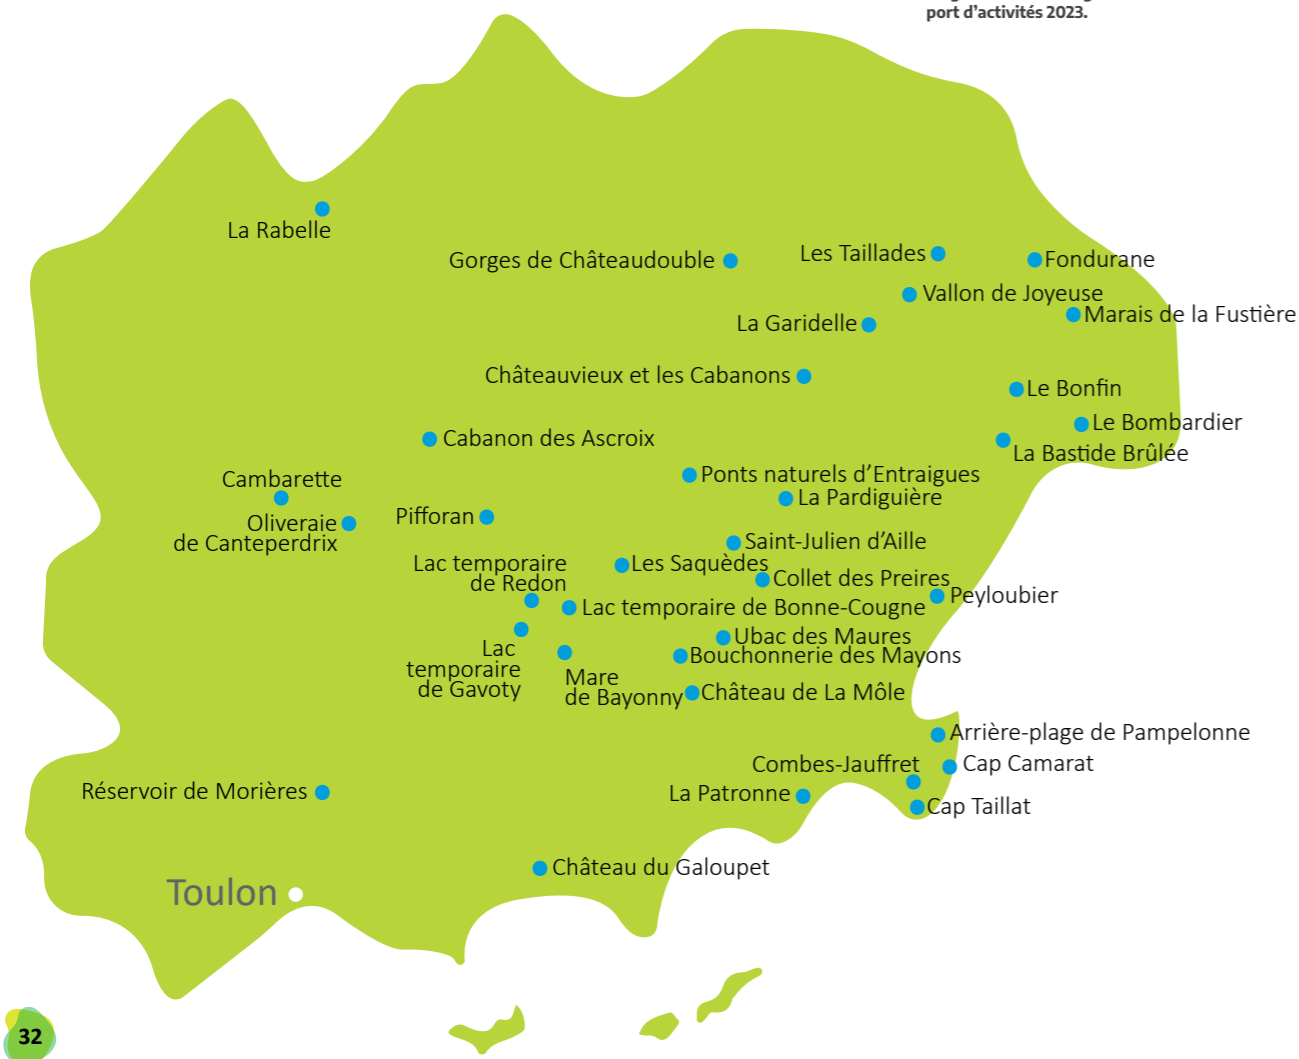 port d’activités 2023.
La Rabelle
Gorges de Châteaudouble
Les Taillades
Fondurane
Vallon de Joyeuse
Marais de la Fustière
La Garidelle
Châteauvieux et les Cabanons
Le Bonfin
Le Bombardier
La Bastide Brûlée
Cabanon des Ascroix
Cambarette
Ponts naturels d’Entraigues
La Pardiguière
Oliveraie
de Canteperdrix
Pifforan
Saint-Julien d’Aille
Lac temporaire
de Redon
Les Saquèdes
Collet des Preires
Peyloubier
Lac temporaire de Bonne-Cougne
Ubac des Maures
Lac
temporaire
de Gavoty
Mare
de Bayonny
Bouchonnerie des Mayons
Château de La Môle
Arrière-plage de Pampelonne
Combes-Jauffret
Cap Camarat
Réservoir de Morières
La Patronne
Cap Taillat
Château du Galoupet
Toulon
32